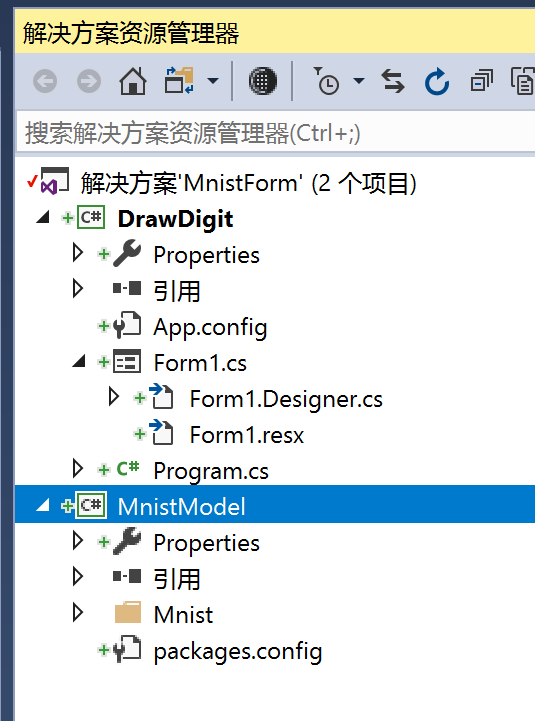 解决方案资源管理器
搜索解决方案资源管理器(Ctrl+;)
解决方案'MnistForm' (2 个项目)
C# DrawDigit
Properties
引用
App.config
Form1.cs
Form1.Designer.cs
Form1.resx
C# Program.cs
C# MnistModel
Properties
引用
Mnist
packages.config